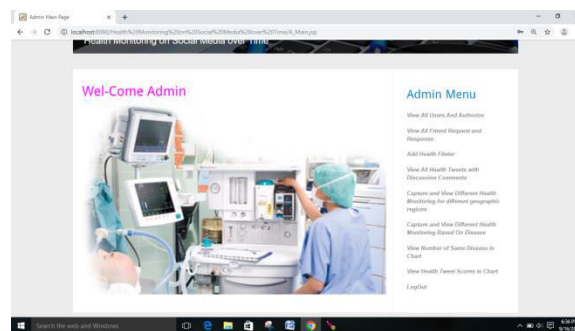 Admin Main Page
localhost:8080/Health%20Monitoring%20on%20Social%20Media%20over%20Time/A_Main.jsp
Health Monitoring on Social Media over Time
Wel-Come Admin
Admin Menu
View All Users And Authorize
View All Friend Request and
Response
Add Health Filter
View All Health Tweets with
Discussion Comments
Capture and View Different Health
Monitoring for different geographic
regions
Capture and View Different Health
Monitoring Based On Disease
View Number of Same Disease in
Chart
View Health Tweet Scores in Chart
LogOut
Search the web and Windows